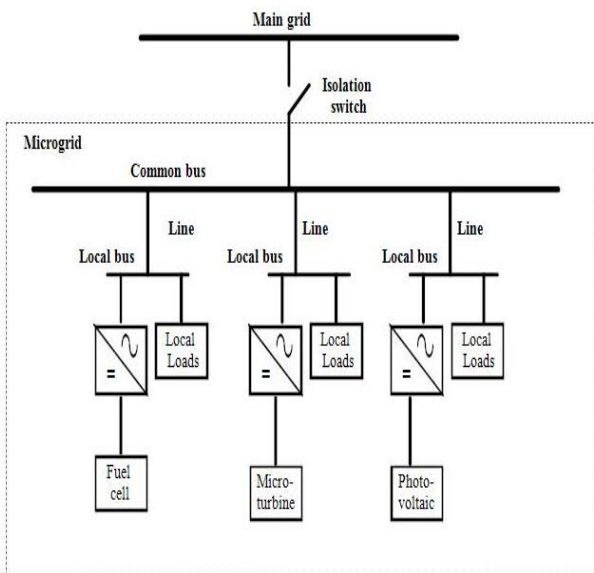 Main grid
Isolation
switch
Microgrid
Common bus
Line
Line
Line
Local bus
Local bus
Local bus
Local
Loads
Local
Loads
Local
Loads
=
=
=
Fuel
cell
Micro-
turbine
Photo-
voltaic